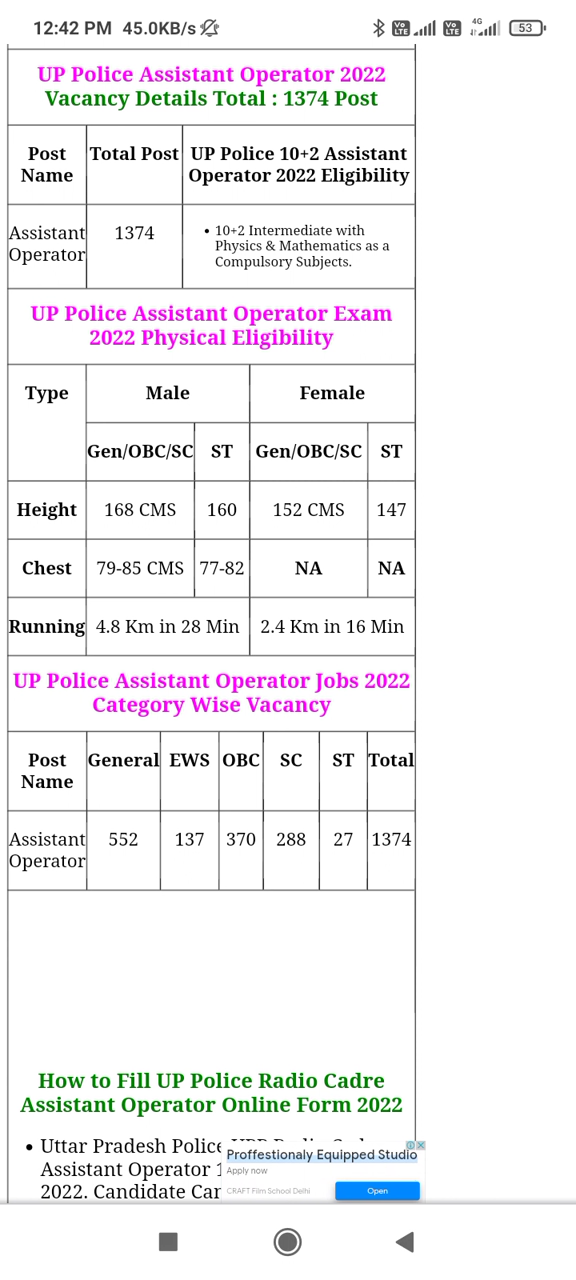 12:42 PM 45.0KB/s Vo LTE Vo LTE 4G 53
UP Police Assistant Operator 2022
Vacancy Details Total : 1374 Post
Post Name Total Post UP Police 10+2 Assistant Operator 2022 Eligibility
Assistant Operator 1374 • 10+2 Intermediate with
Physics & Mathematics as a
Compulsory Subjects.
UP Police Assistant Operator Exam
2022 Physical Eligibility
Type Male Female
Gen/OBC/SC ST Gen/OBC/SC ST
Height 168 CMS 160 152 CMS 147
Chest 79-85 CMS 77-82 NA NA
Running 4.8 Km in 28 Min 2.4 Km in 16 Min
UP Police Assistant Operator Jobs 2022
Category Wise Vacancy
Post Name General EWS OBC SC ST Total
Assistant Operator 552 137 370 288 27 1374
How to Fill UP Police Radio Cadre
Assistant Operator Online Form 2022
• Uttar Pradesh Police
Assistant Operator
2022. Candidate
Proffestionaly Equipped Studio
Apply now
CRAFT Film School Delhi
Open